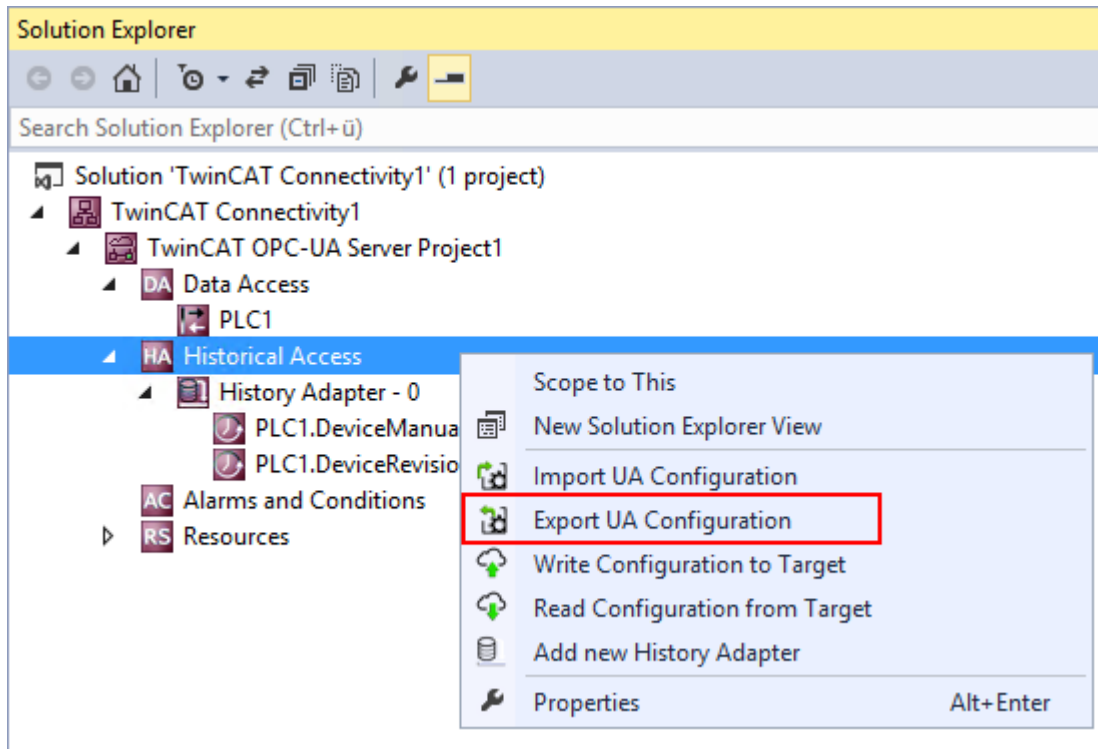 Solution Explorer
Search Solution Explorer (Ctrl+ü)
Solution 'TwinCAT Connectivity1' (1 project)
TwinCAT Connectivity1
TwinCAT OPC-UA Server Project1
DA Data Access
PLC1
HA Historical Access
History Adapter - 0
PLC1.DeviceManua
PLC1.DeviceRevisio
AC Alarms and Conditions
RS Resources
Scope to This
New Solution Explorer View
Import UA Configuration
Export UA Configuration
Write Configuration to Target
Read Configuration from Target
Add new History Adapter
Properties Alt+Enter